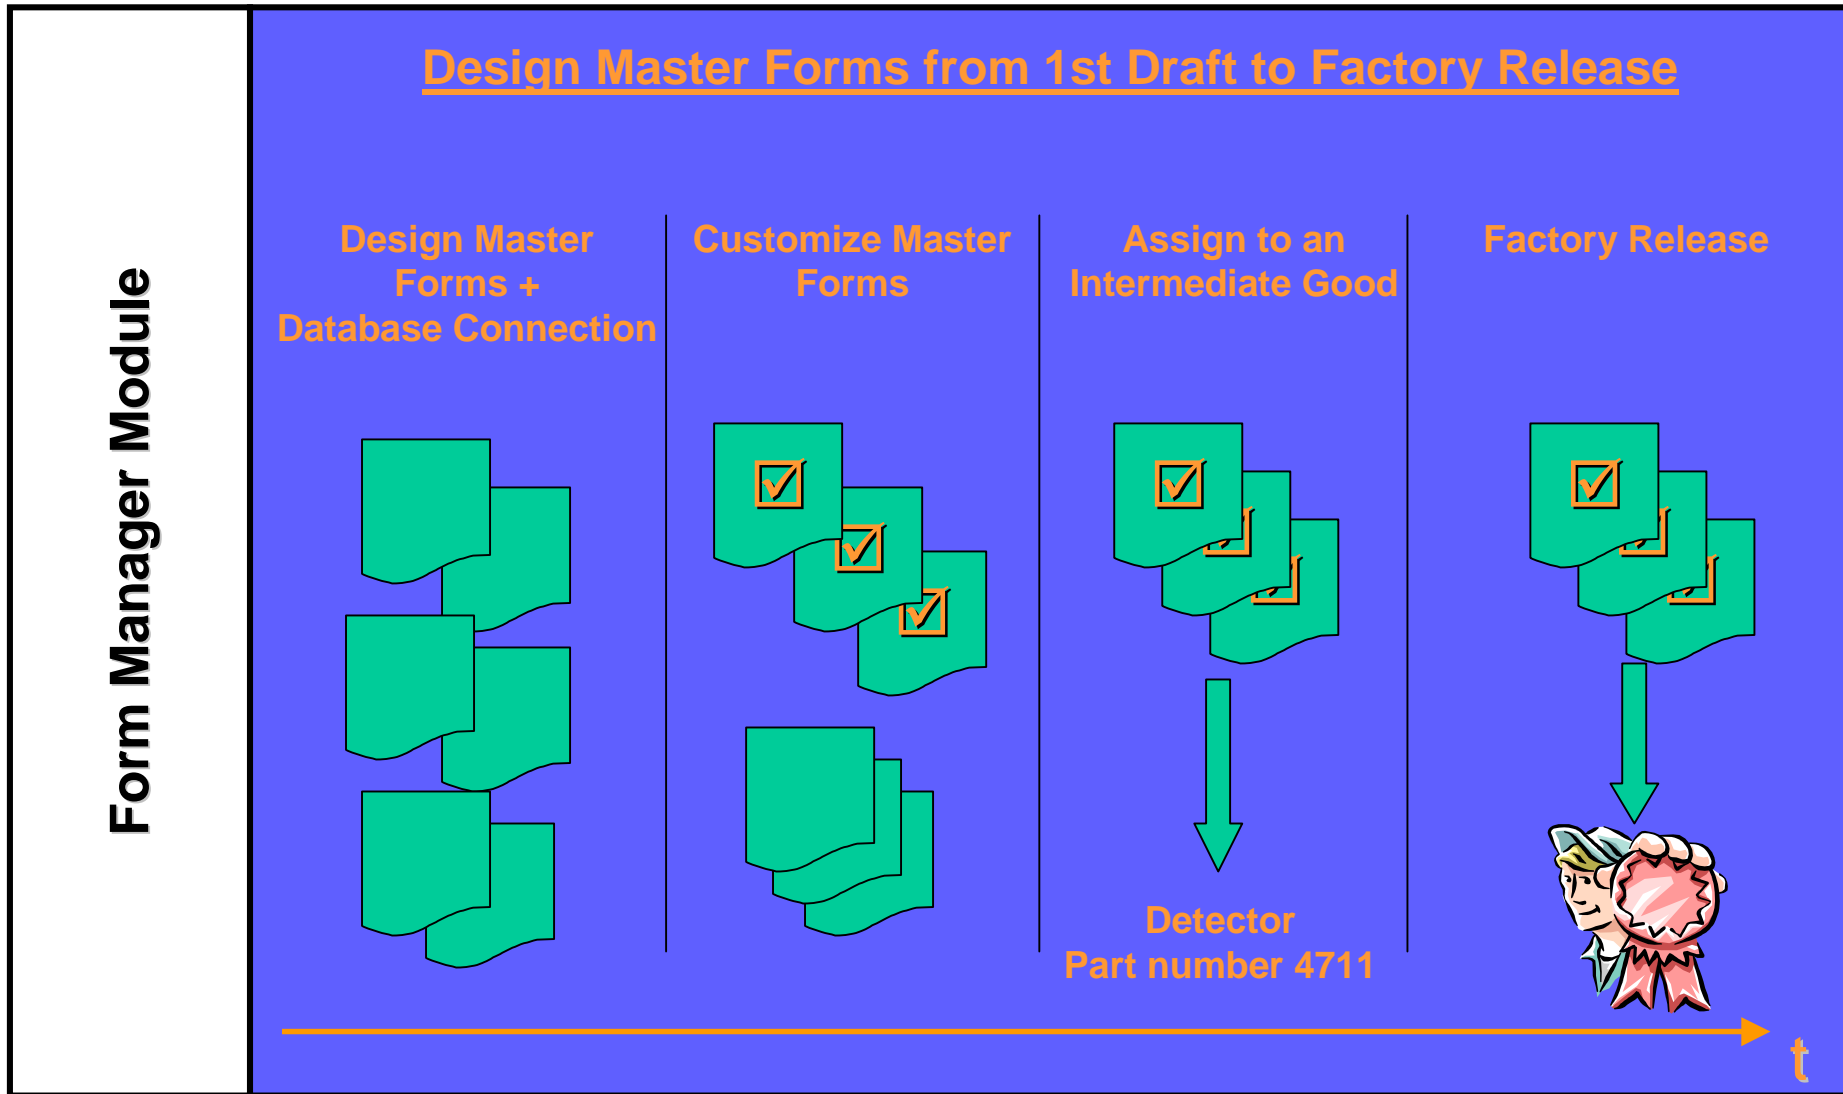 Form Manager Module
Design Master Forms from 1st Draft to Factory Release
Design Master
Forms +
Database Connection
Customize Master
Forms
Assign to an
Intermediate Good
Factory Release
Detector
Part number 4711
t